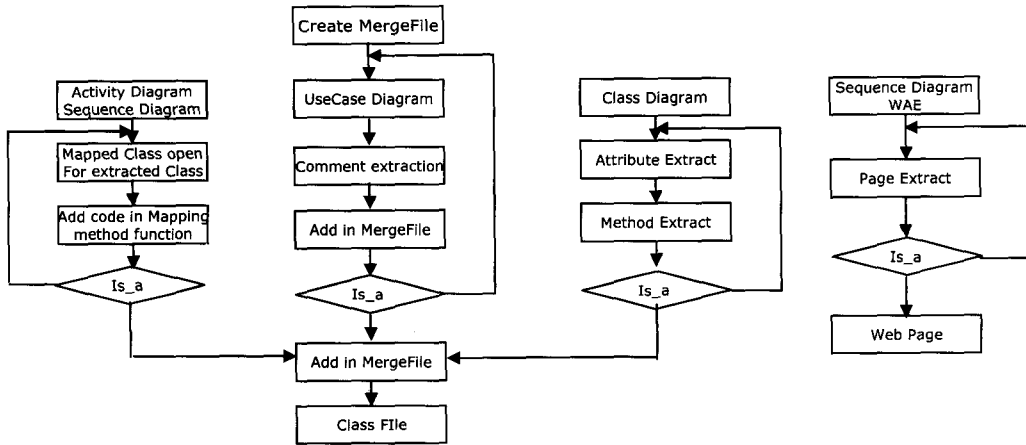 Create MergeFile
UseCase Diagram
Comment extraction
Add in MergeFile
Is_a
Activity Diagram
Sequence Diagram
Mapped Class open
For extracted Class
Add code in Mapping
method function
Is_a
Class Diagram
Attribute Extract
Method Extract
Is_a
Add in MergeFile
Class FIle
Sequence Diagram
WAE
Page Extract
Is_a
Web Page